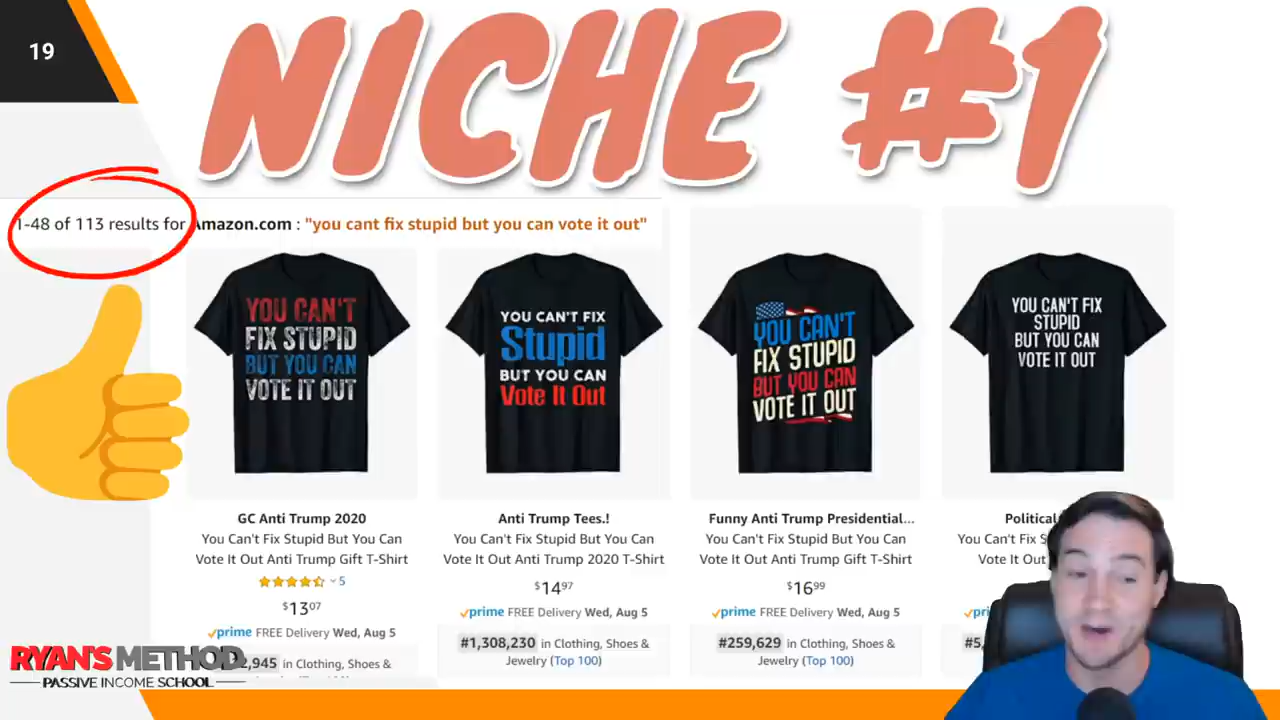 19
NICHE #1
1-48 of 113 results for Amazon.com : "you cant fix stupid but you can vote it out"
YOU CAN'T
FIX STUPID
BUT YOU CAN
VOTE IT OUT
YOU CAN'T FIX
Stupid
BUT YOU CAN
Vote It Out
YOU CAN'T
FIX STUPID
BUT YOU CAN
VOTE IT OUT
YOU CAN'T FIX
STUPID
BUT YOU CAN
VOTE IT OUT
GC Anti Trump 2020
You Can't Fix Stupid But You Can
Vote It Out Anti Trump Gift T-Shirt
5
$13.07
prime FREE Delivery Wed, Aug 5
2,945 in Clothing, Shoes &
Anti Trump Tees.!
You Can't Fix Stupid But You Can
Vote It Out Anti Trump 2020 T-Shirt
$14.97
prime FREE Delivery Wed, Aug 5
#1,308,230 in Clothing, Shoes &
Jewelry (Top 100)
Funny Anti Trump Presidential...
You Can't Fix Stupid But You Can
Vote It Out Anti Trump Gift T-Shirt
$16.99
prime FREE Delivery Wed, Aug 5
#259,629 in Clothing, Shoes &
Jewelry (Top 100)
Political
You Can't Fix S
Vote It Out
#5,
RYAN'S METHOD
PASSIVE INCOME SCHOOL